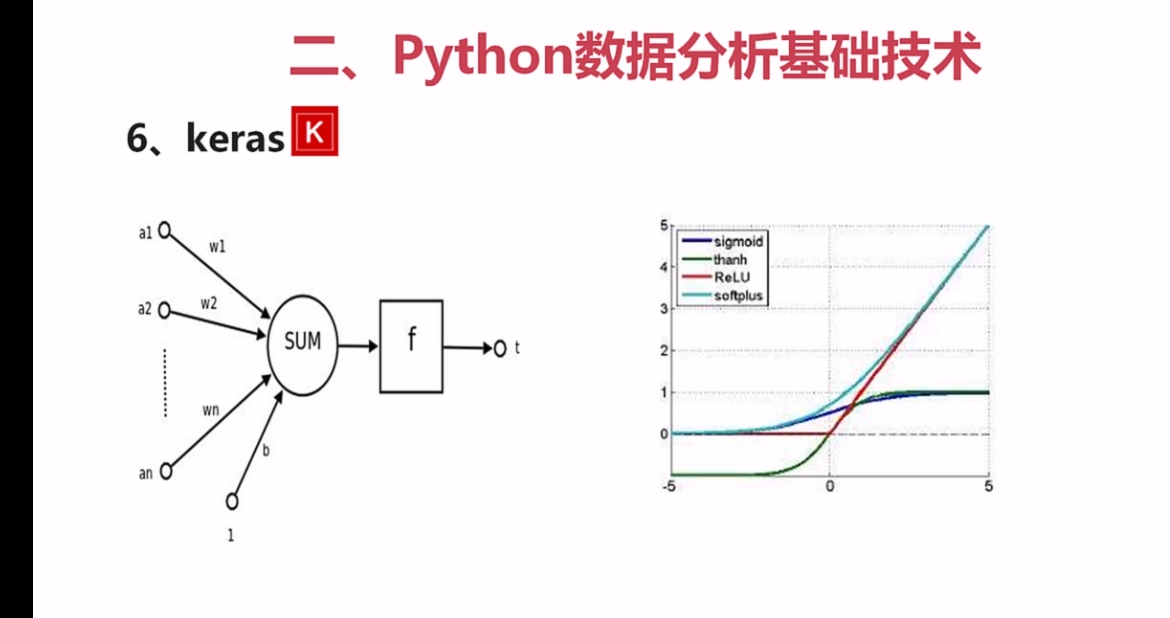 二、Python数据分析基础技术
6、keras K
a1
w1
a2
w2
SUM
f
t
wn
an
b
1
5
4
3
2
1
0
-5
0
5
sigmoid
thanh
ReLU
softplus